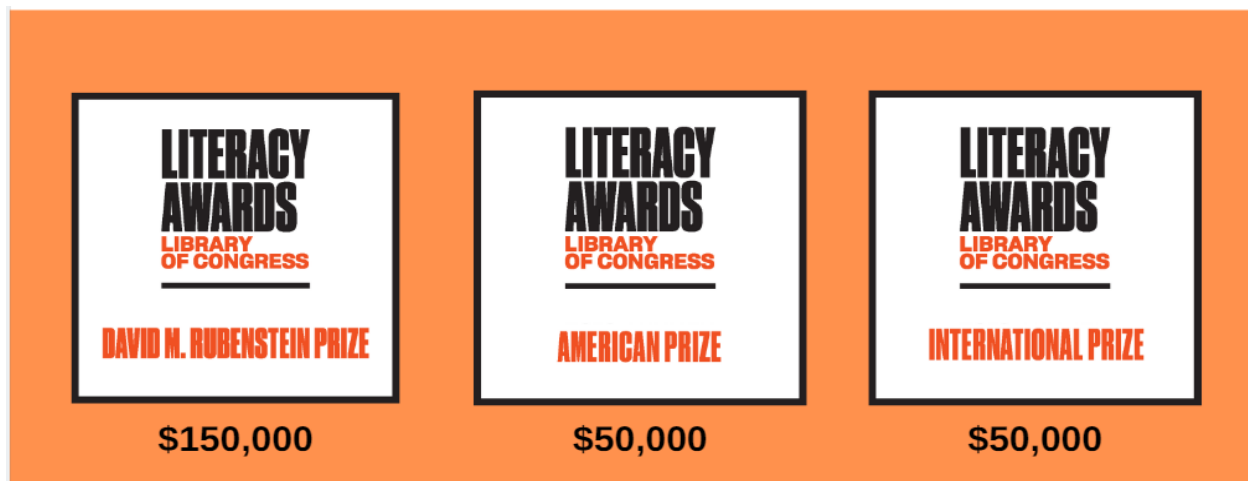 LITERACY
AWARDS
LIBRARY
OF CONGRESS
DAVID M. RUBENSTEIN PRIZE
$150,000
LITERACY
AWARDS
LIBRARY
OF CONGRESS
AMERICAN PRIZE
$50,000
LITERACY
AWARDS
LIBRARY
OF CONGRESS
INTERNATIONAL PRIZE
$50,000